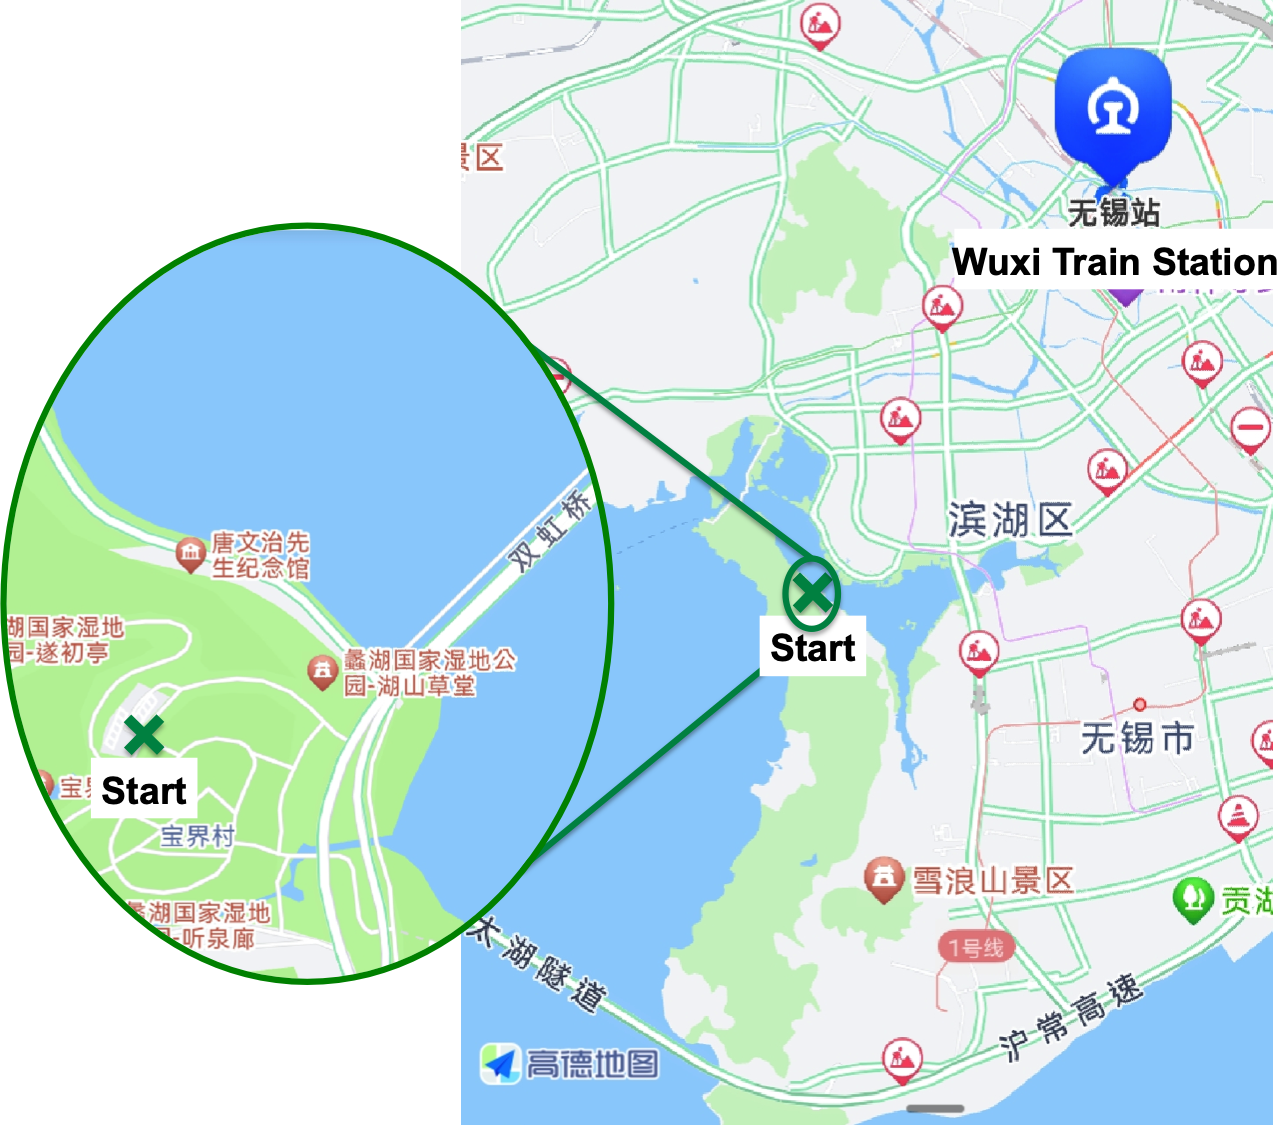 景区
无锡站
Wuxi Train Station
唐文治先
生纪念馆
双虹桥
湖国家湿地
园-遂初亭
蠡湖国家湿地公
园-湖山草堂
Start
宝界
宝界村
蠡湖国家湿地
园-听泉廊
滨湖区
Start
无锡市
雪浪山景区
贡湖
1号线
太湖隧道
沪常高速
高德地图